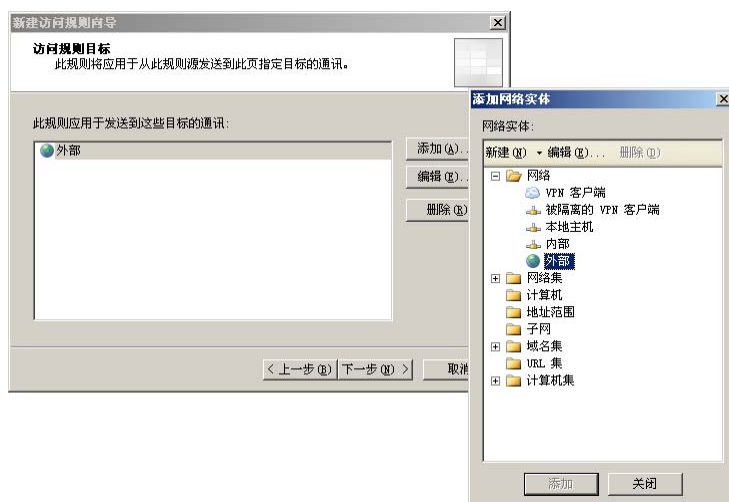 新建访问规则向导
访问规则目标
此规则将应用于从此规则源发送到此页指定目标的通讯。
此规则应用于发送到这些目标的通讯:
外部
添加(A)..
编辑(E)..
删除(R)
< 上一步(B)
下一步(N) >
取消
添加网络实体
网络实体:
新建(N) 编辑(E)... 删除(D)
网络
VPN 客户端
被隔离的 VPN 客户端
本地主机
内部
外部
网络集
计算机
地址范围
子网
域名集
URL 集
计算机集
添加
关闭